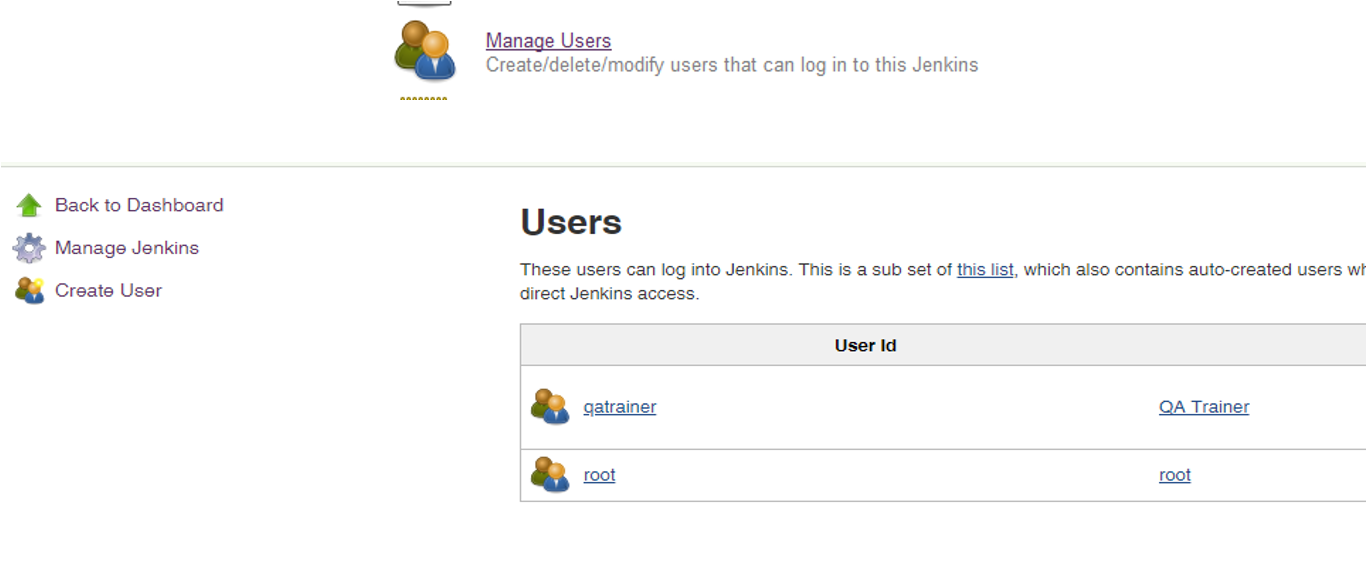 Manage Users
Create/delete/modify users that can log in to this Jenkins
Back to Dashboard
Manage Jenkins
Create User
Users
These users can log into Jenkins. This is a sub set of this list, which also contains auto-created users
direct Jenkins access.
User Id
qatrainer QA Trainer
root root